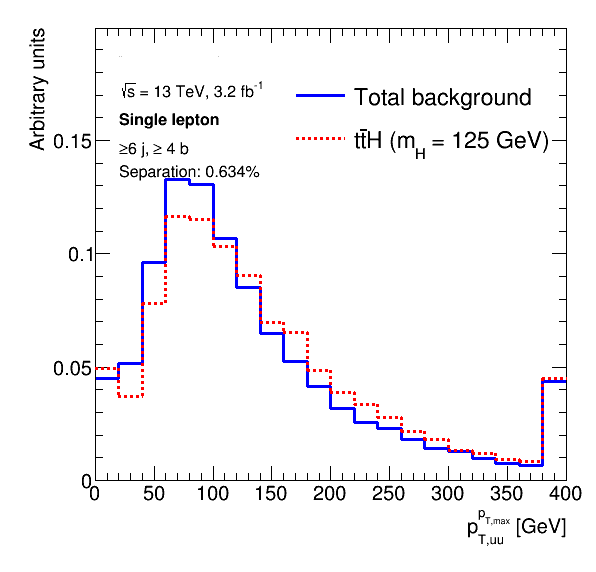 Arbitrary units
√s = 13 TeV, 3.2 fb⁻¹
Single lepton
≥6 j, ≥ 4 b
Separation: 0.634%
Total background
tt̄H (m_H = 125 GeV)
0.15
0.1
0.05
0
0 50 100 150 200 250 300 350 400
p_{T,uu}^{p_{T,max}} [GeV]